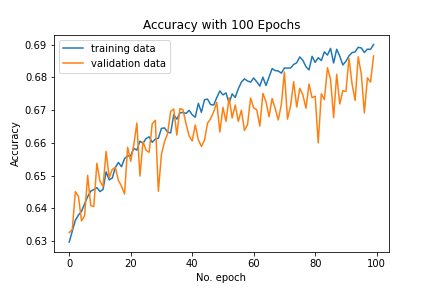 Accuracy with 100 Epochs
training data
validation data
0.69
0.68
0.67
0.66
0.65
0.64
0.63
Accuracy
0 20 40 60 80 100
No. epoch